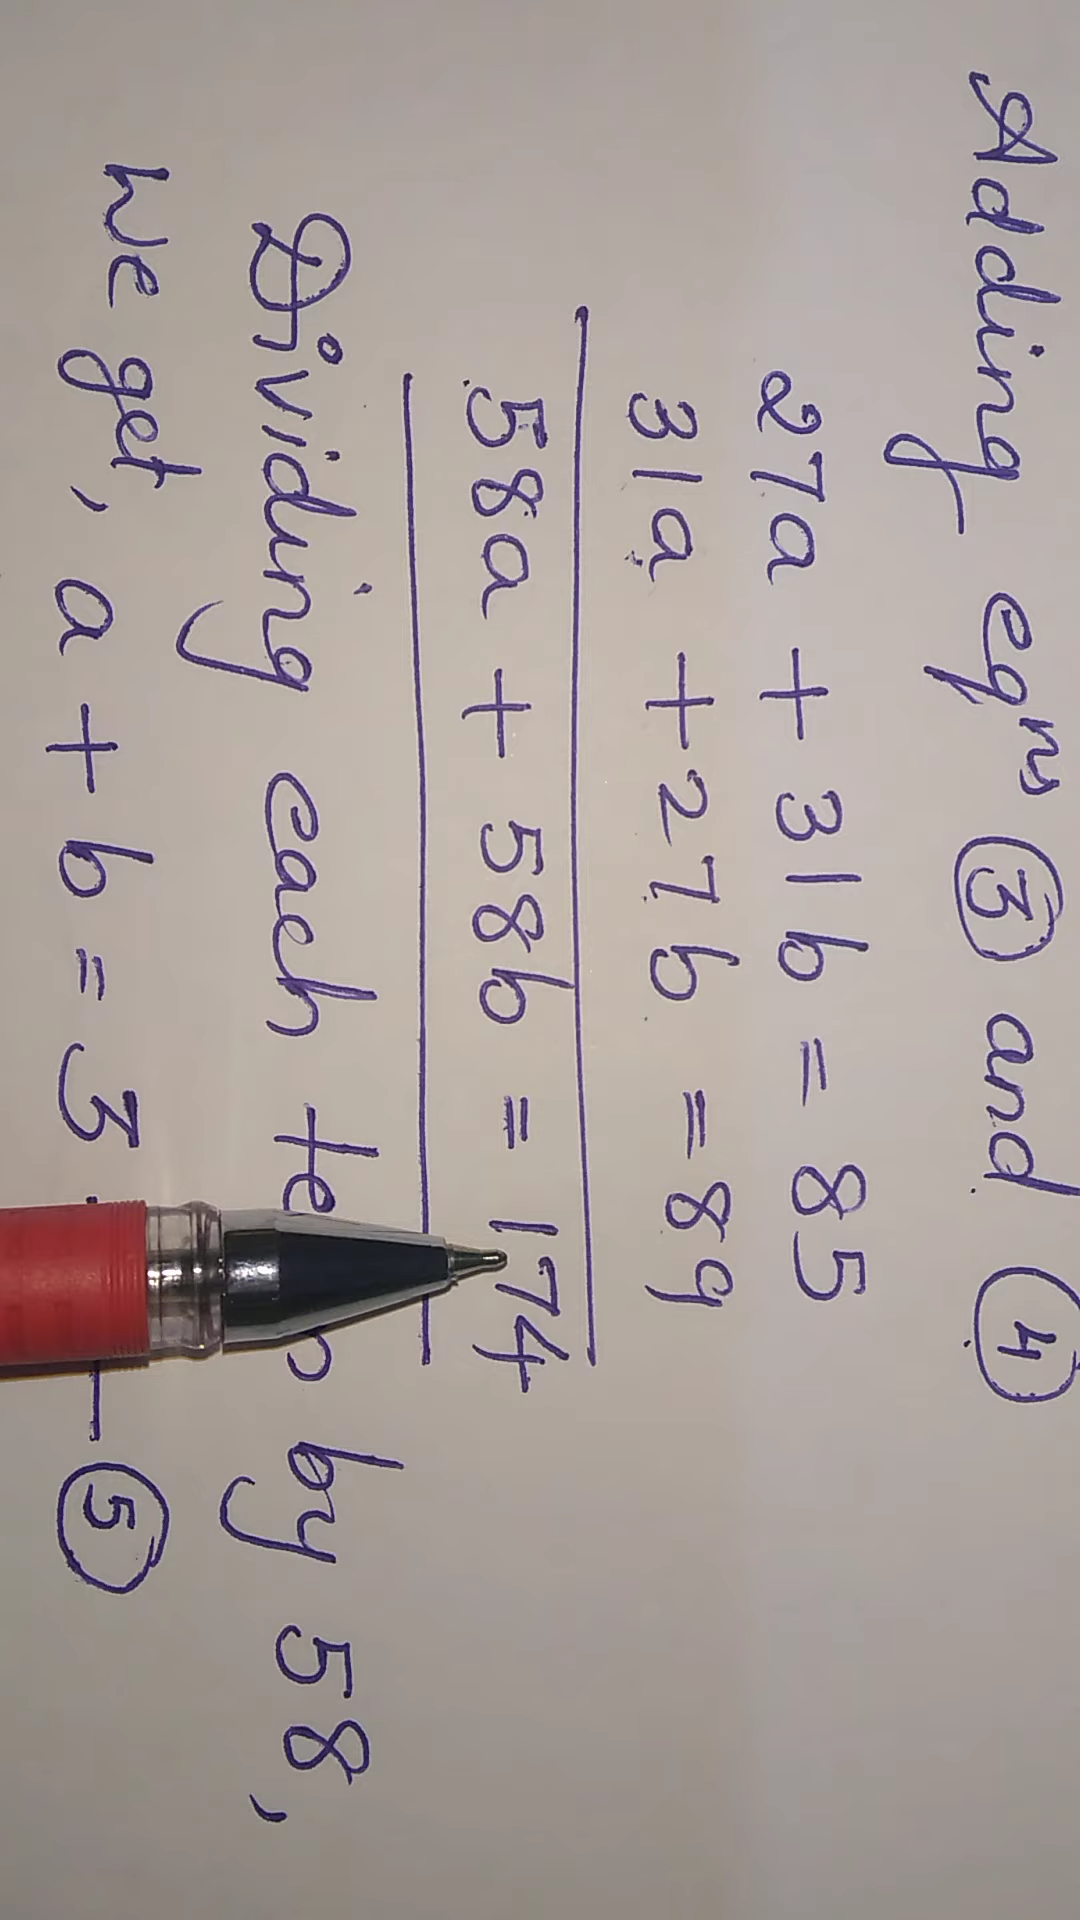 Adding eqns ③ and ④
27a + 31b = 85
31a + 27b = 89
58a + 58b = 174
Dividing each by 58,
we get, a + b = 3 — ⑤